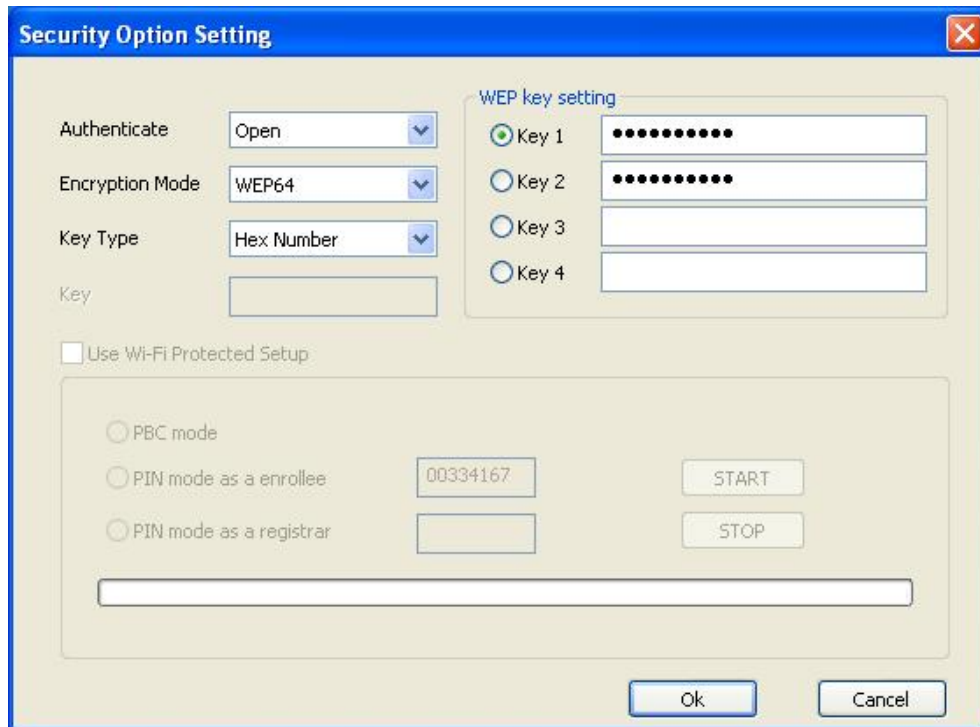 Security Option Setting
Authenticate
Open
Encryption Mode
WEP64
Key Type
Hex Number
Key
WEP key setting
Key 1
••••••••••
Key 2
••••••••••
Key 3
Key 4
Use Wi-Fi Protected Setup
PBC mode
PIN mode as a enrollee
00334167
START
PIN mode as a registrar
STOP
Ok
Cancel